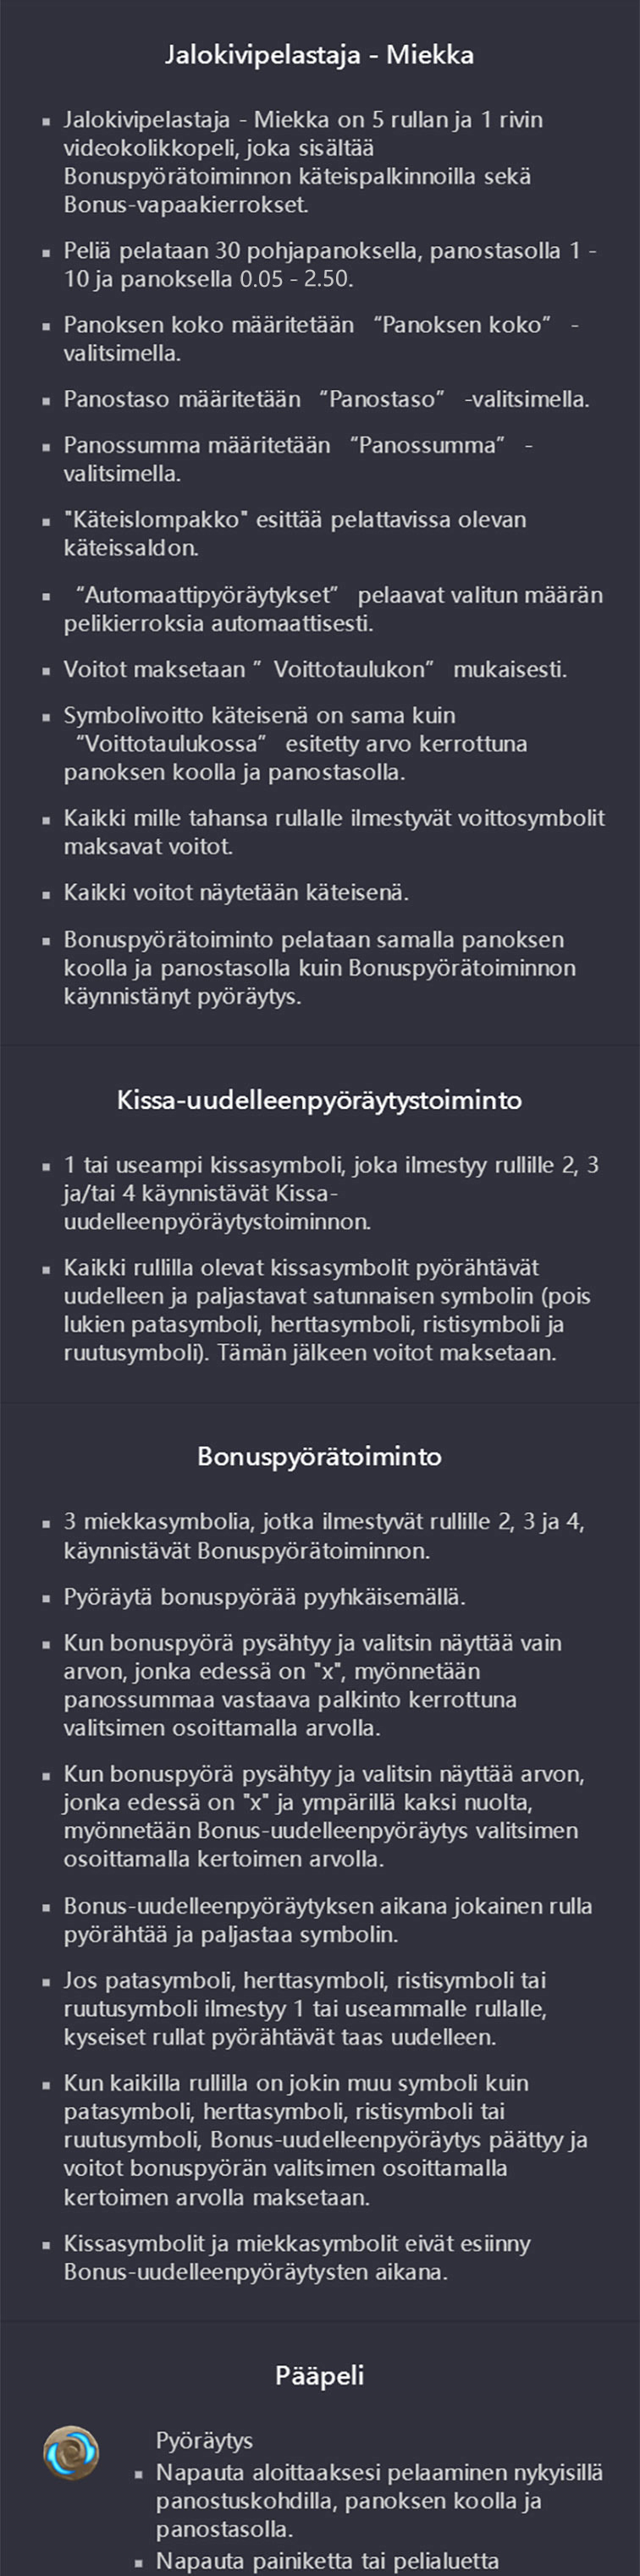 Jalokivipelastaja - Miekka
▪ Jalokivipelastaja - Miekka on 5 rullan ja 1 rivin
videokolikkopeli, joka sisältää
Bonuspyörätoiminnon käteispalkinnoilla sekä
Bonus-vapaakierrokset.
▪ Peliä pelataan 30 pohjapanoksella, panostasolla 1 -
10 ja panoksella 0.05 - 2.50.
▪ Panoksen koko määritetään “Panoksen koko” -
valitsimella.
▪ Panostaso määritetään “Panostaso” -valitsimella.
▪ Panossumma määritetään “Panossumma” -
valitsimella.
▪ "Käteislompakko" esittää pelattavissa olevan
käteissaldon.
▪ “Automaattipyöräytykset” pelaavat valitun määrän
pelikierroksia automaattisesti.
▪ Voitot maksetaan ” Voittotaulukon” mukaisesti.
▪ Symbolivoitto käteisenä on sama kuin
“Voittotaulukossa” esitetty arvo kerrottuna
panoksen koolla ja panostasolla.
▪ Kaikki mille tahansa rullalle ilmestyvät voittosymbolit
maksavat voitot.
▪ Kaikki voitot näytetään käteisenä.
▪ Bonuspyörätoiminto pelataan samalla panoksen
koolla ja panostasolla kuin Bonuspyörätoiminnon
käynnistänyt pyöräytys.
Kissa-uudelleenpyöräytystoiminto
▪ 1 tai useampi kissasymboli, joka ilmestyy rullille 2, 3
ja/tai 4 käynnistävät Kissa-
uudelleenpyöräytystoiminnon.
▪ Kaikki rullilla olevat kissasymbolit pyörähtävät
uudelleen ja paljastavat satunnaisen symbolin (pois
lukien patasymboli, herttasymboli, ristisymboli ja
ruutusymboli). Tämän jälkeen voitot maksetaan.
Bonuspyörätoiminto
▪ 3 miekkasymbolia, jotka ilmestyvät rullille 2, 3 ja 4,
käynnistävät Bonuspyörätoiminnon.
▪ Pyöräytä bonuspyörää pyyhkäisemällä.
▪ Kun bonuspyörä pysähtyy ja valitsin näyttää vain
arvon, jonka edessä on "x", myönnetään
panossummaa vastaava palkinto kerrottuna
valitsimen osoittamalla arvolla.
▪ Kun bonuspyörä pysähtyy ja valitsin näyttää arvon,
jonka edessä on "x" ja ympärillä kaksi nuolta,
myönnetään Bonus-uudelleenpyöräytys valitsimen
osoittamalla kertoimen arvolla.
▪ Bonus-uudelleenpyöräytyksen aikana jokainen rulla
pyörähtää ja paljastaa symbolin.
▪ Jos patasymboli, herttasymboli, ristisymboli tai
ruutusymboli ilmestyy 1 tai useammalle rullalle,
kyseiset rullat pyörähtävät taas uudelleen.
▪ Kun kaikilla rullilla on jokin muu symboli kuin
patasymboli, herttasymboli, ristisymboli tai
ruutusymboli, Bonus-uudelleenpyöräytys päättyy ja
voitot bonuspyörän valitsimen osoittamalla
kertoimen arvolla maksetaan.
▪ Kissasymbolit ja miekkasymbolit eivät esiinny
Bonus-uudelleenpyöräytysten aikana.
Pääpeli
Pyöräytys
▪ Napauta aloittaaksesi pelaaminen nykyisillä
panostuskohdilla, panoksen koolla ja
panostasolla.
▪ Napauta painiketta tai pelialuetta